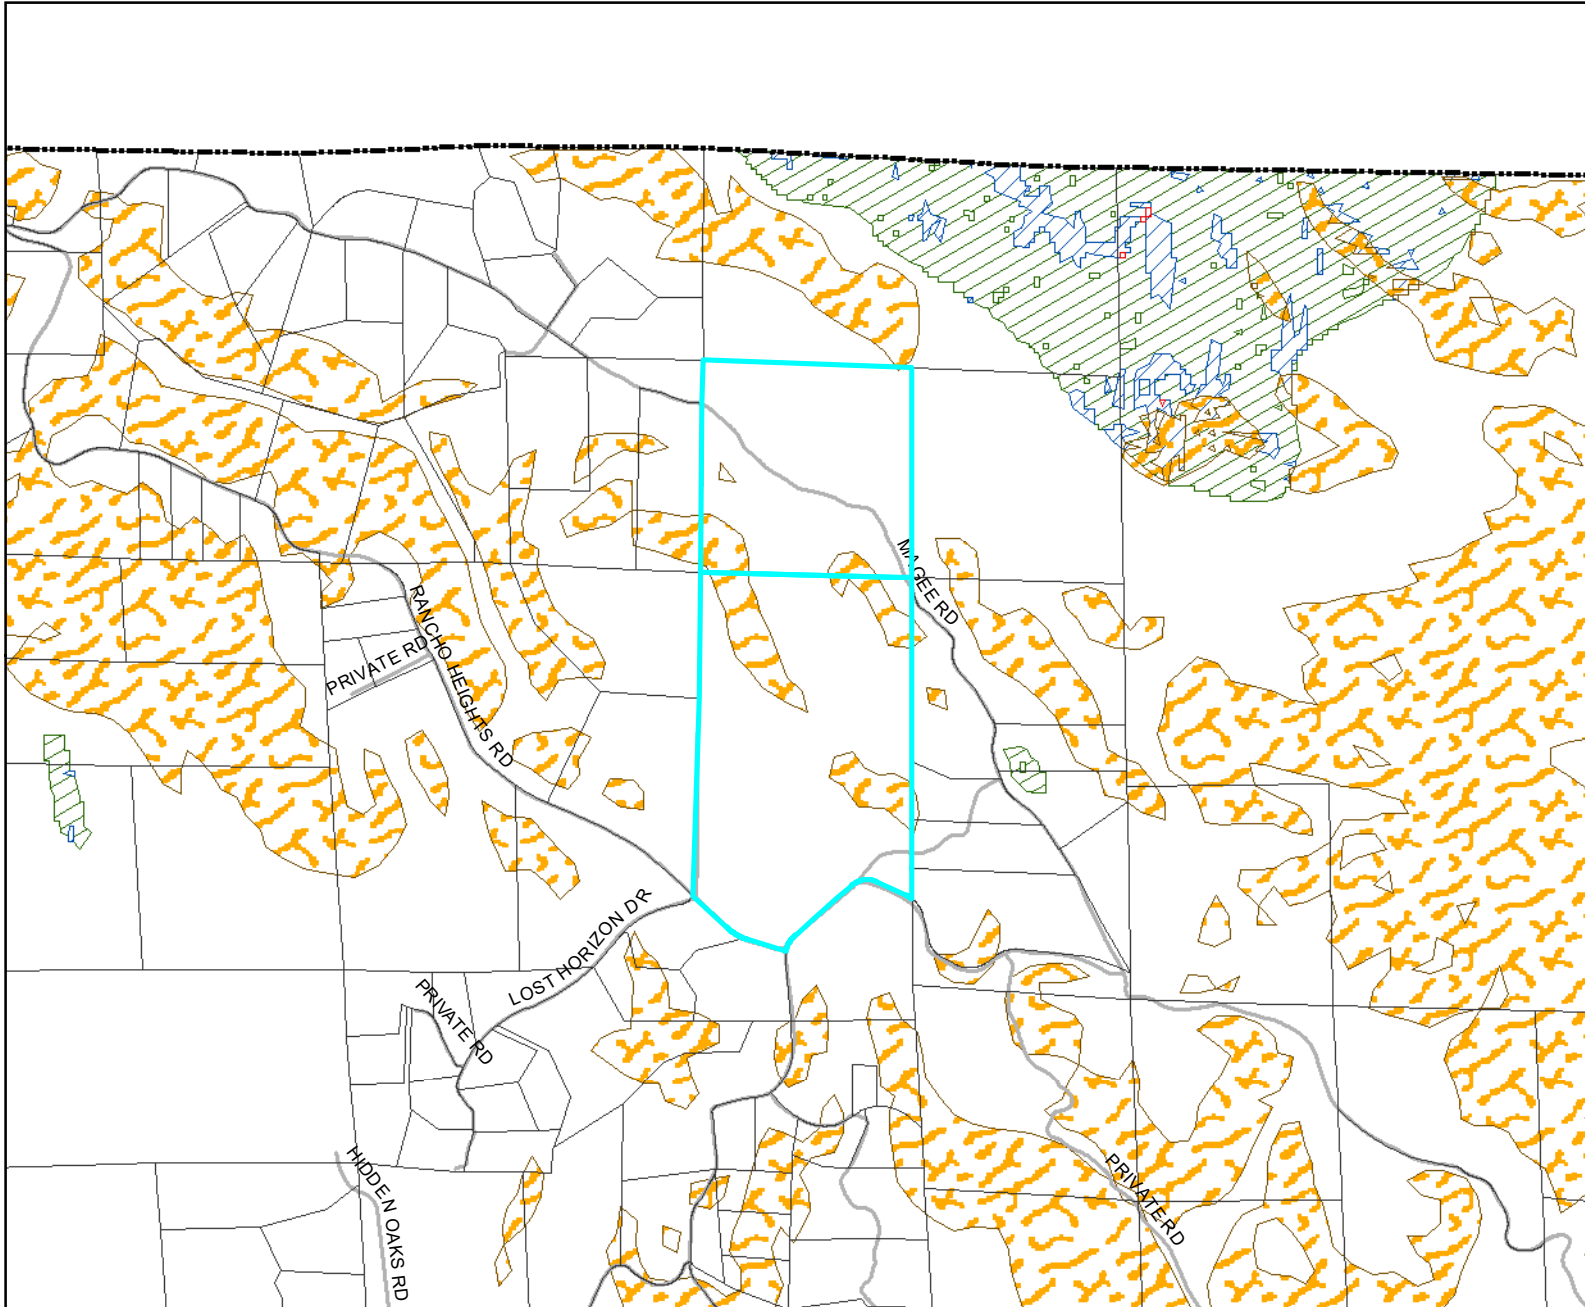 MAGEE RD
RANCHO HEIGHTS RD
PRIVATE RD
LOST HORIZON DR
PRIVATE RD
HIDDEN OAKS RD
PRIVATE RD